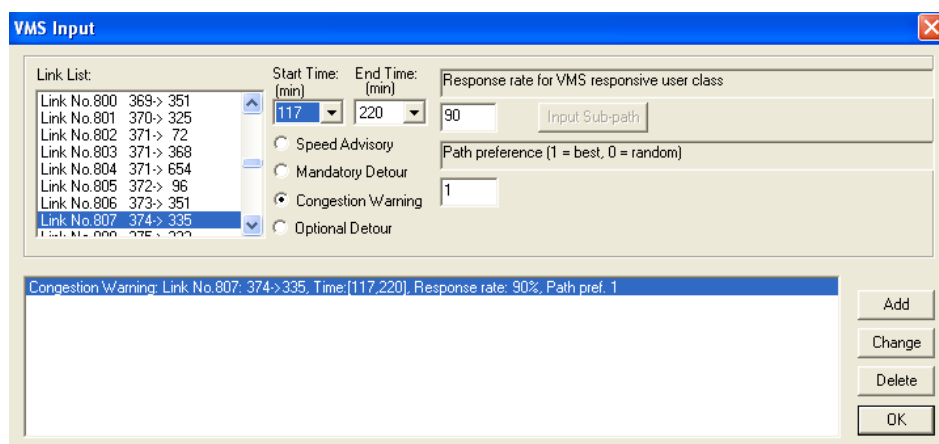 VMS Input
Link List:
Link No.800 369-> 351
Link No.801 370-> 325
Link No.802 371-> 72
Link No.803 371-> 368
Link No.804 371-> 654
Link No.805 372-> 96
Link No.806 373-> 351
Link No.807 374-> 335
Start Time:
(min)
117
End Time:
(min)
220
Speed Advisory
Mandatory Detour
Congestion Warning
Optional Detour
Response rate for VMS responsive user class
90
Input Sub-path
Path preference (1 = best, 0 = random)
1
Congestion Warning: Link No.807: 374->335, Time:[117,220], Response rate: 90%, Path pref. 1
Add
Change
Delete
OK